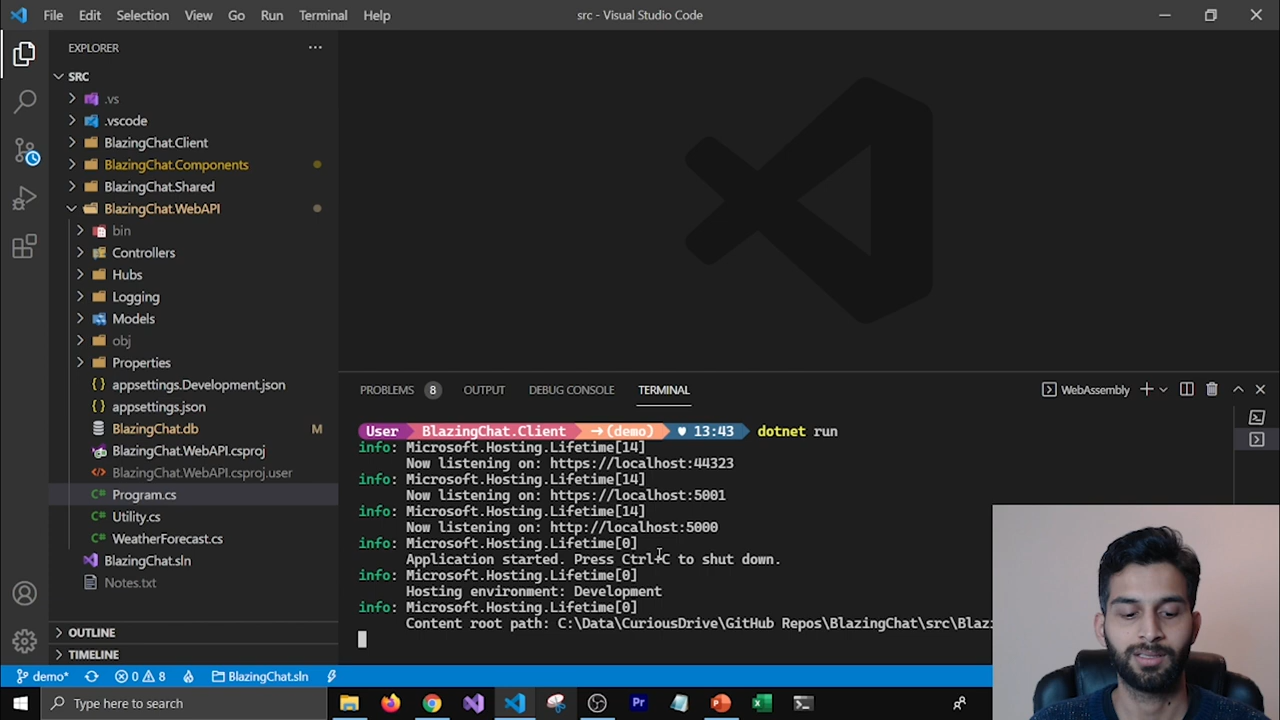 File Edit Selection View Go Run Terminal Help
src - Visual Studio Code
EXPLORER
SRC
.vs
.vscode
BlazingChat.Client
BlazingChat.Components
BlazingChat.Shared
BlazingChat.WebAPI
bin
Controllers
Hubs
Logging
Models
obj
Properties
appsettings.Development.json
appsettings.json
BlazingChat.db M
BlazingChat.WebAPI.csproj
BlazingChat.WebAPI.csproj.user
Program.cs
Utility.cs
WeatherForecast.cs
BlazingChat.sln
Notes.txt
OUTLINE
TIMELINE
PROBLEMS 8 OUTPUT DEBUG CONSOLE TERMINAL WebAssembly
User BlazingChat.Client →(demo) ♥ 13:43 dotnet run
info: Microsoft.Hosting.Lifetime[14]
Now listening on: https://localhost:44323
info: Microsoft.Hosting.Lifetime[14]
Now listening on: https://localhost:5001
info: Microsoft.Hosting.Lifetime[14]
Now listening on: http://localhost:5000
info: Microsoft.Hosting.Lifetime[0]
Application started. Press Ctrl+C to shut down.
info: Microsoft.Hosting.Lifetime[0]
Hosting environment: Development
info: Microsoft.Hosting.Lifetime[0]
Content root path: C:\Data\CuriousDrive\GitHub Repos\BlazingChat\src\Blazi
demo* 0 8 BlazingChat.sln
Type here to search